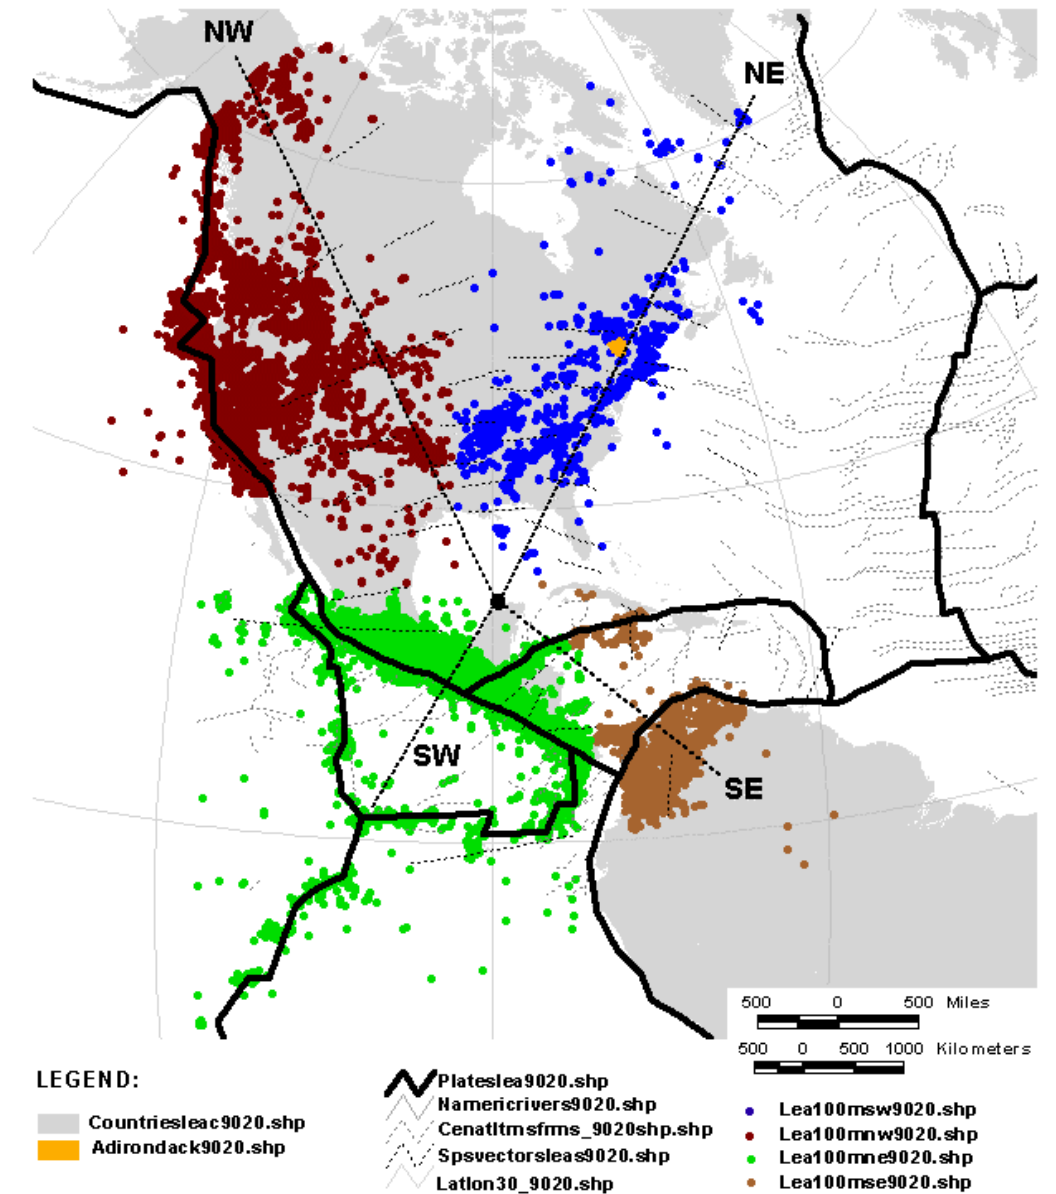 NW
NE
SW
SE
500 0 500 Miles
500 0 500 1000 Kilometers
LEGEND:
Countriesleac9020.shp
Adirondack9020.shp
Plateslea9020.shp
Namericrivers9020.shp
Cenatltmsfrms_9020shp.shp
Spsvectorsleas9020.shp
Latlon30_9020.shp
Lea100msw9020.shp
Lea100mnw9020.shp
Lea100mne9020.shp
Lea100mse9020.shp